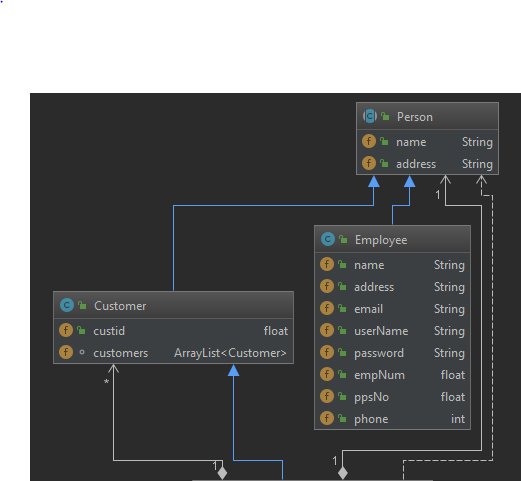 Person
name String
address String
1
Employee
name String
address String
email String
userName String
password String
empNum float
ppsNo float
phone int
Customer
custid float
customers ArrayList<Customer>
*
1
1